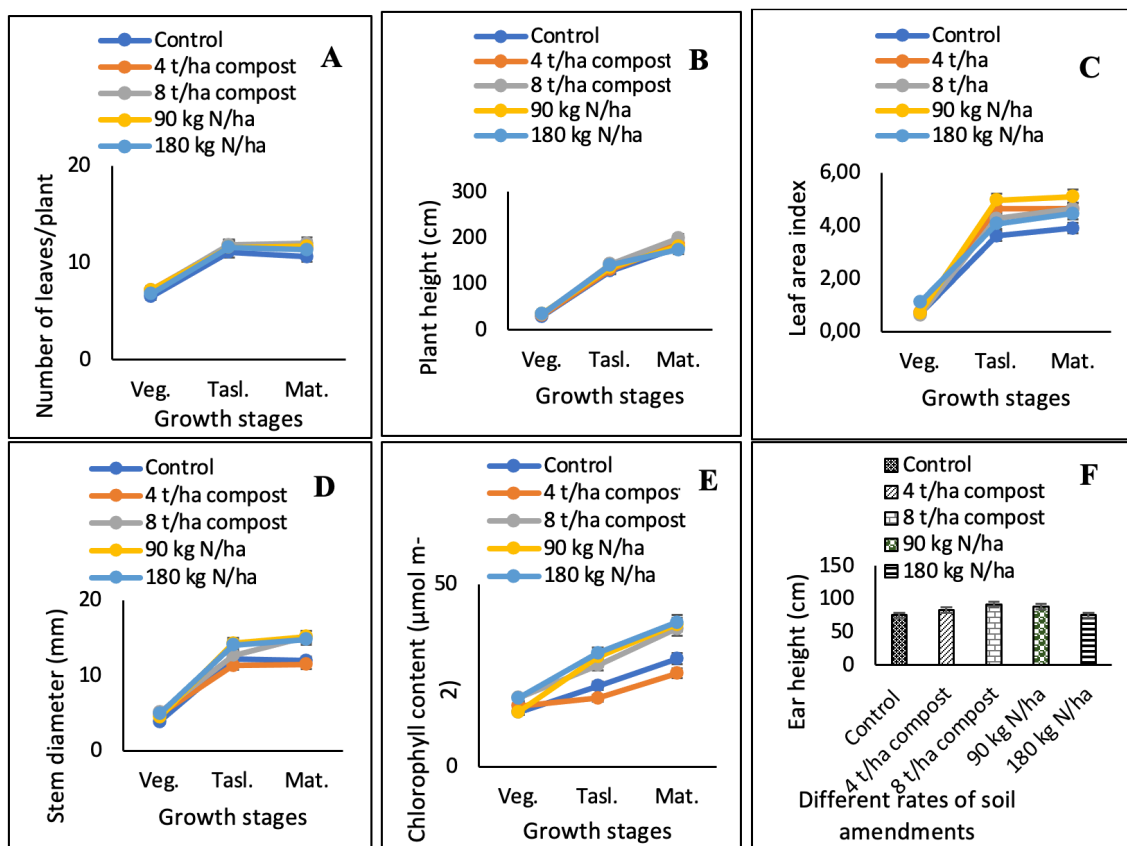 A
Control
4 t/ha compost
8 t/ha compost
90 kg N/ha
180 kg N/ha
Number of leaves/plant
20
10
0
Veg. Tasl. Mat.
Growth stages
B
Control
4 t/ha compost
8 t/ha compost
90 kg N/ha
180 kg N/ha
Plant height (cm)
300
200
100
0
Veg. Tasl. Mat.
Growth stages
C
Control
4 t/ha
8 t/ha
90 kg N/ha
180 kg N/ha
Leaf area index
6,00
4,00
2,00
0,00
Veg. Tasl. Mat.
Growth stages
D
Control
4 t/ha compost
8 t/ha compost
90 kg N/ha
180 kg N/ha
Stem diameter (mm)
20
10
0
Veg. Tasl. Mat.
Growth stages
E
Control
4 t/ha compost
8 t/ha compost
90 kg N/ha
180 kg N/ha
Chlorophyll content (µmol m-
2)
50
0
Veg. Tasl. Mat.
Growth stages
F
Control
4 t/ha compost
8 t/ha compost
90 kg N/ha
180 kg N/ha
Ear height (cm)
150
100
50
0
Control
4 t/ha compost
8 t/ha compost
90 kg N/ha
180 kg N/ha
Different rates of soil
amendments